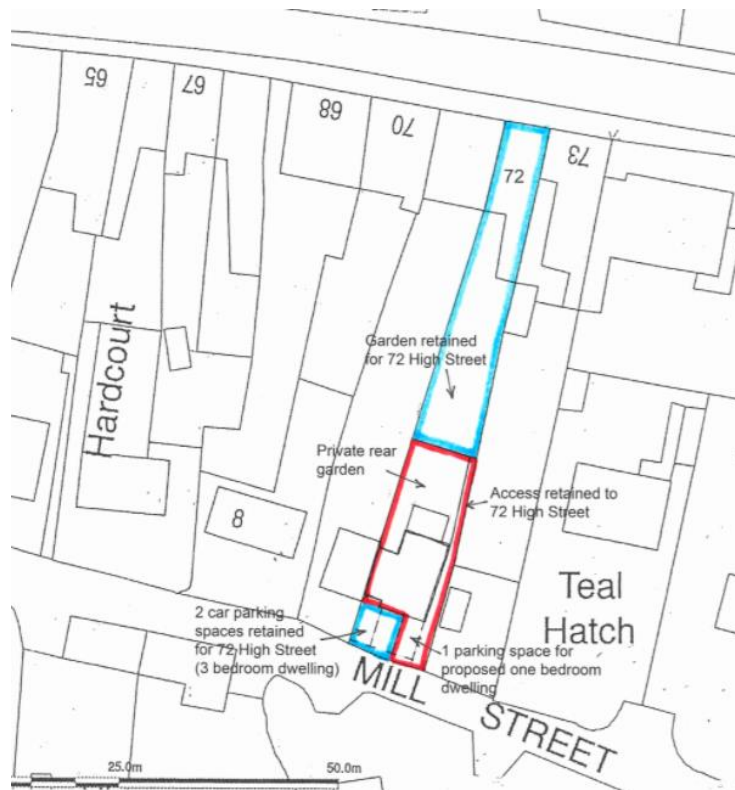 65
67
68
70
72
73
Hardcourt
Garden retained
for 72 High Street
Private rear
garden
Access retained to
72 High Street
8
Teal
Hatch
2 car parking
spaces retained
for 72 High Street
(3 bedroom dwelling)
1 parking space for
proposed one bedroom
dwelling
MILL STREET
25.0m
50.0m